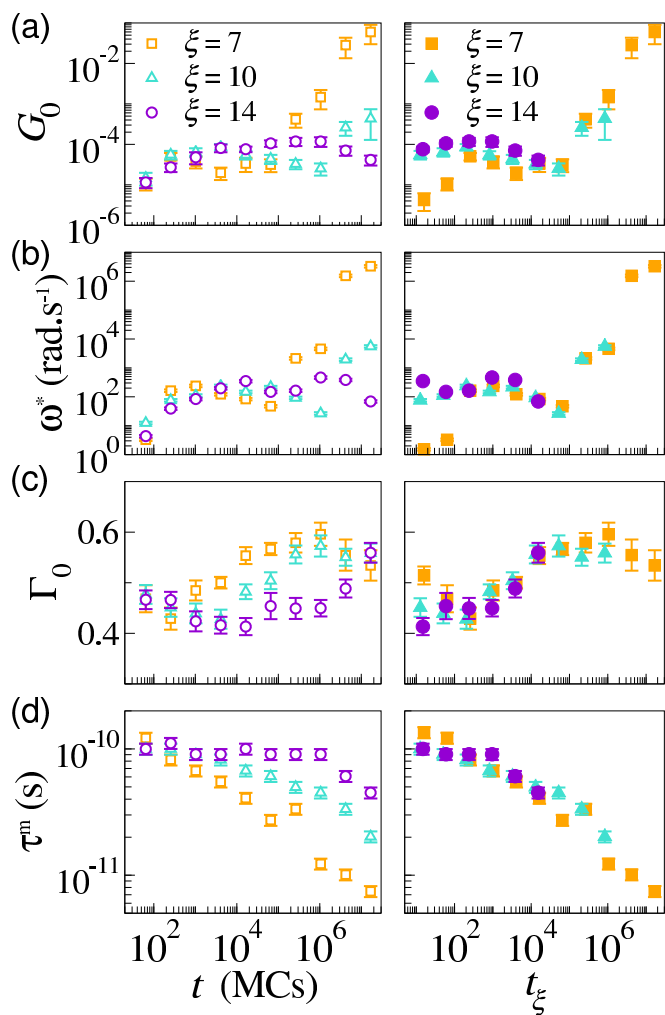 (a)
G₀
10⁻²
10⁻⁴
10⁻⁶
ξ = 7
ξ = 10
ξ = 14
ξ = 7
ξ = 10
ξ = 14
(b)
ω* (rad.s⁻¹)
10⁶
10⁴
10²
10⁰
(c)
Γ₀
0.6
0.4
(d)
τᵐ (s)
10⁻¹⁰
10⁻¹¹
10² 10⁴ 10⁶
10² 10⁴ 10⁶
t (MCs)
t_ξ